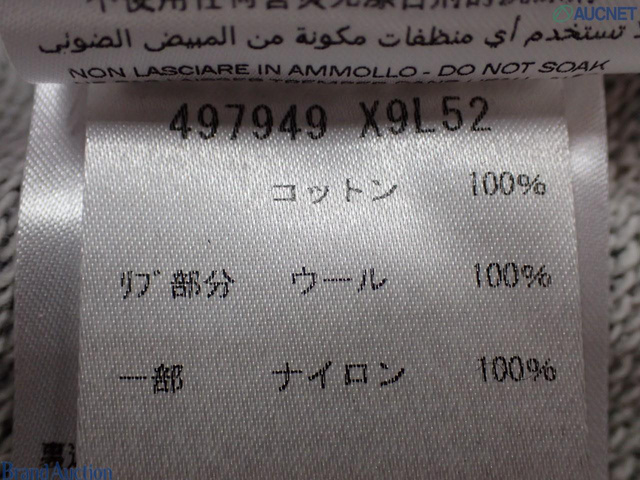 AUCNET
تستخدم أي منظفات مكونة من المبيض الضوئى
NON LASCIARE IN AMMOLLO - DO NOT SOAK
497949 X9L52
コットン 100%
ﾘﾌﾞ部分 ウール 100%
一部 ナイロン 100%
Brand Auction